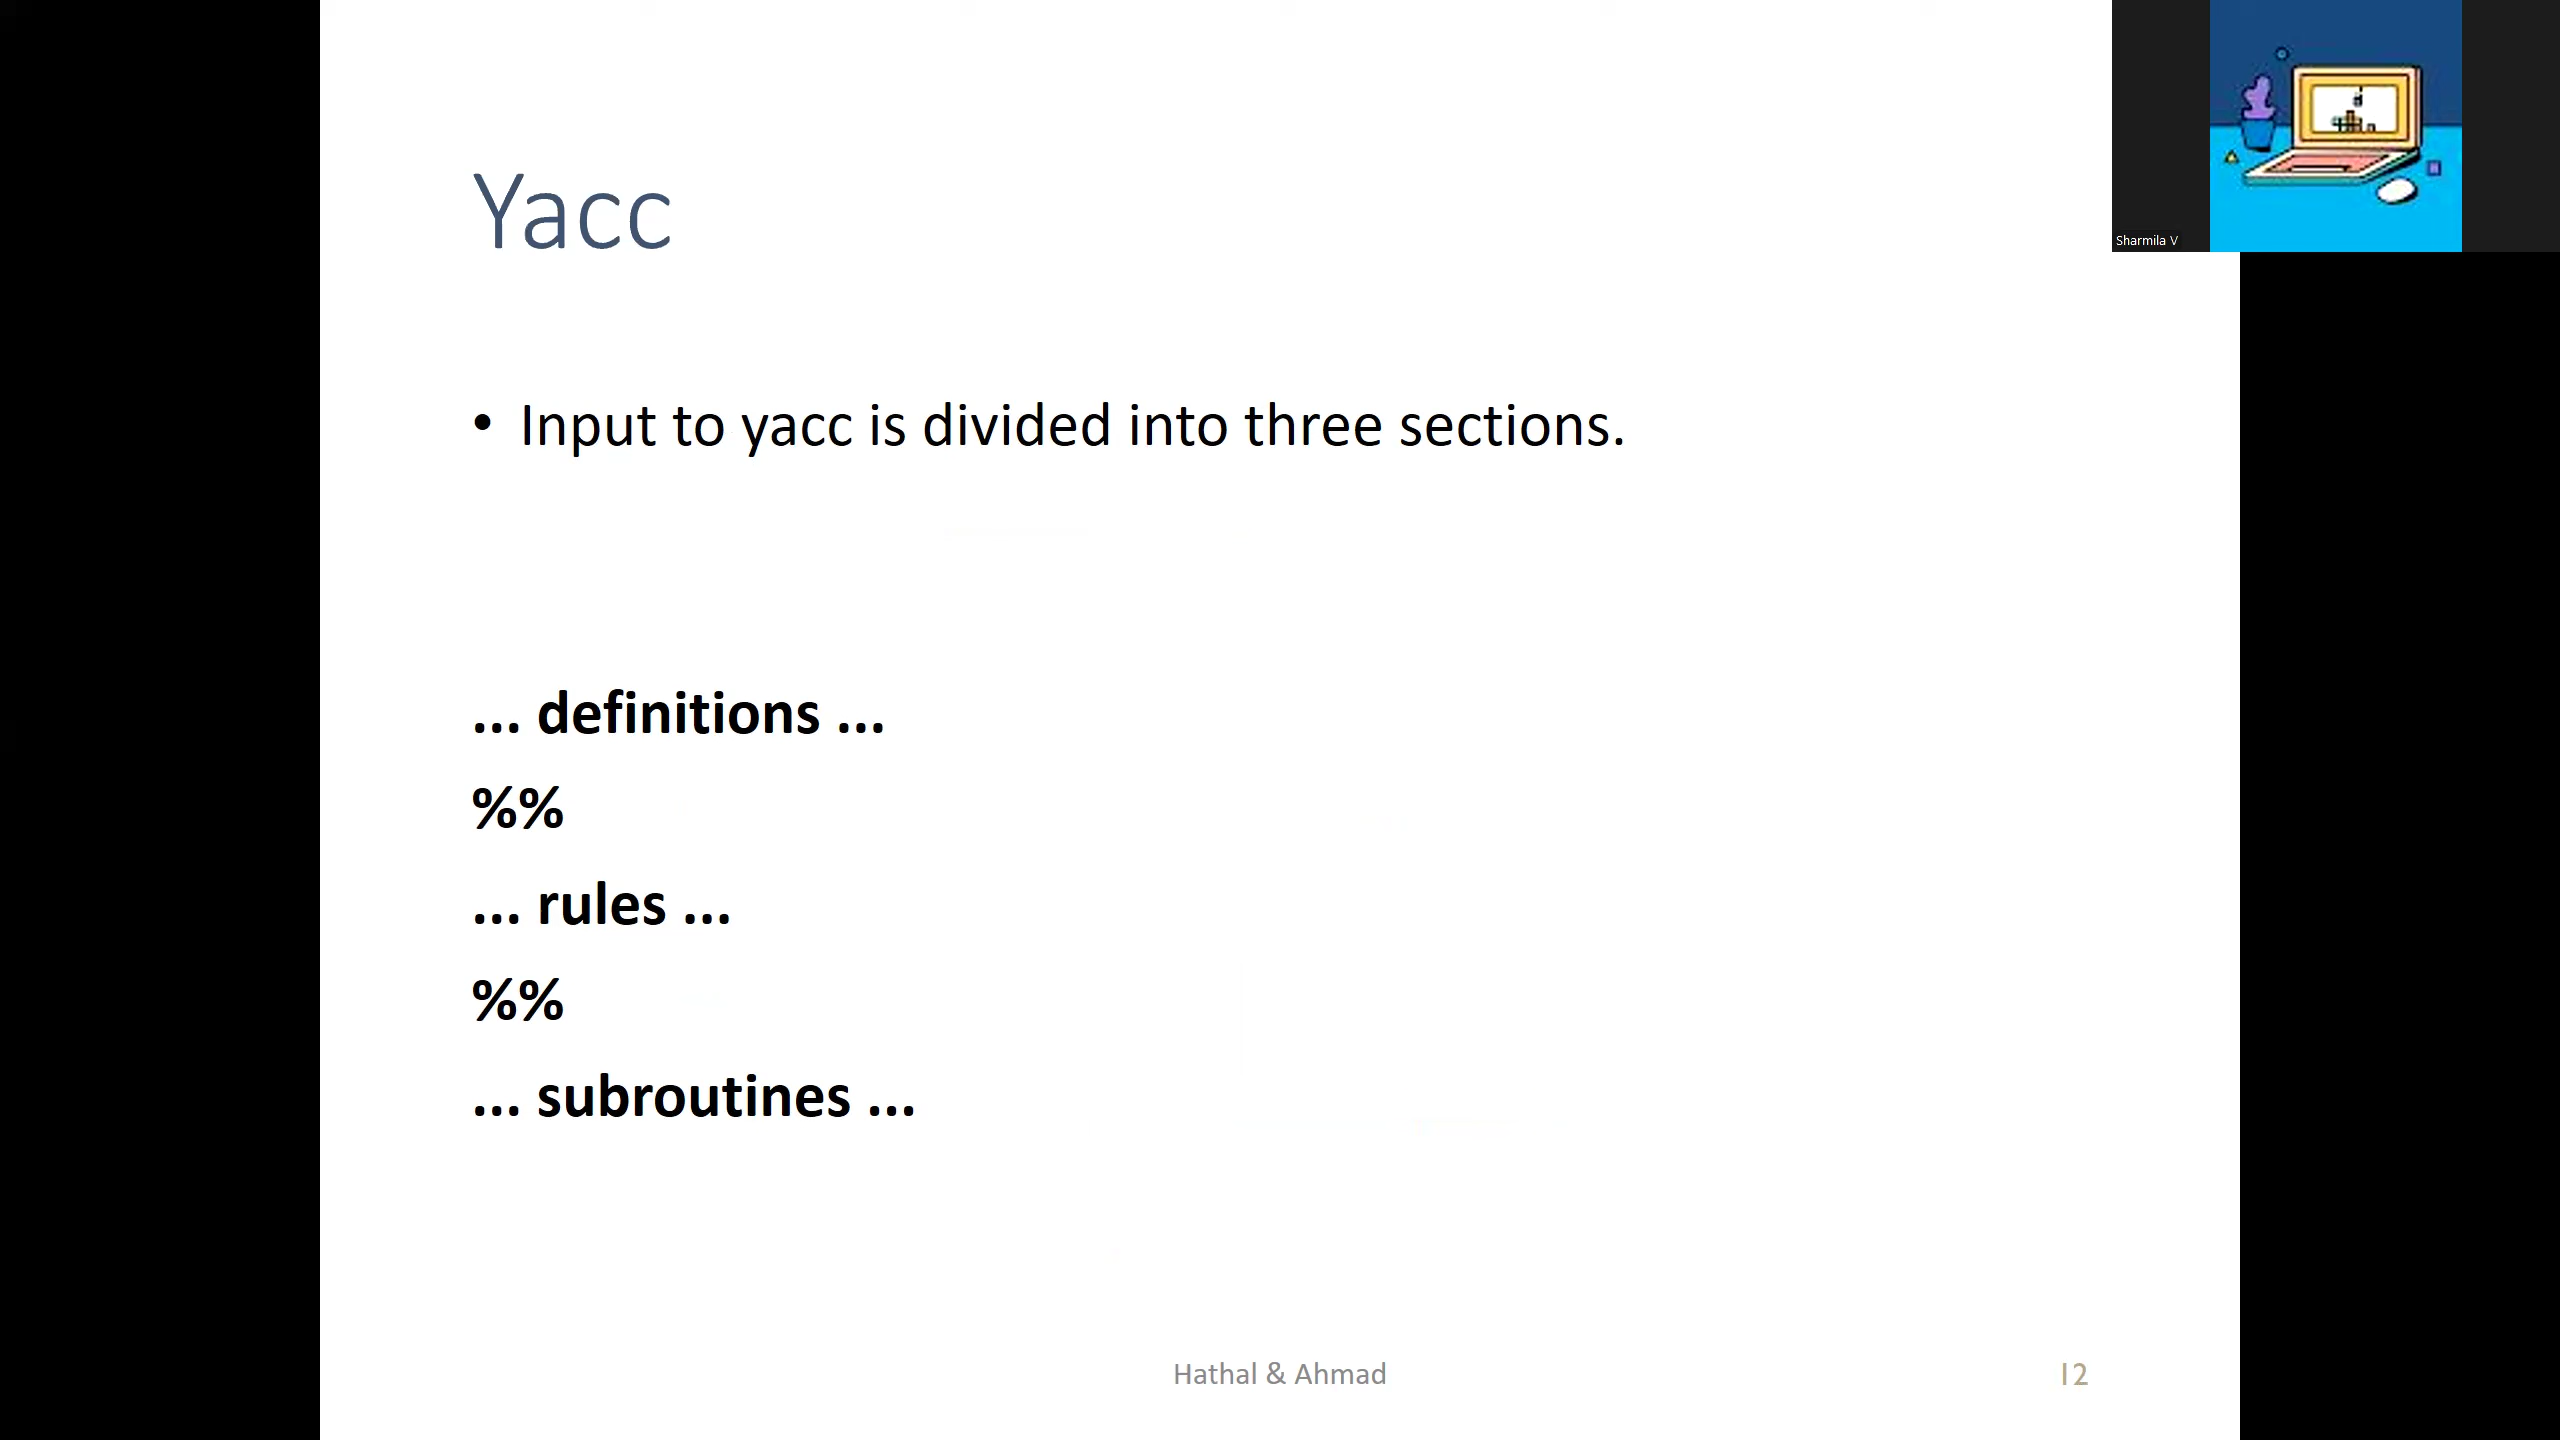 Sharmila V
Yacc
• Input to yacc is divided into three sections.
... definitions ...
%%
... rules ...
%%
... subroutines ...
Hathal & Ahmad
12